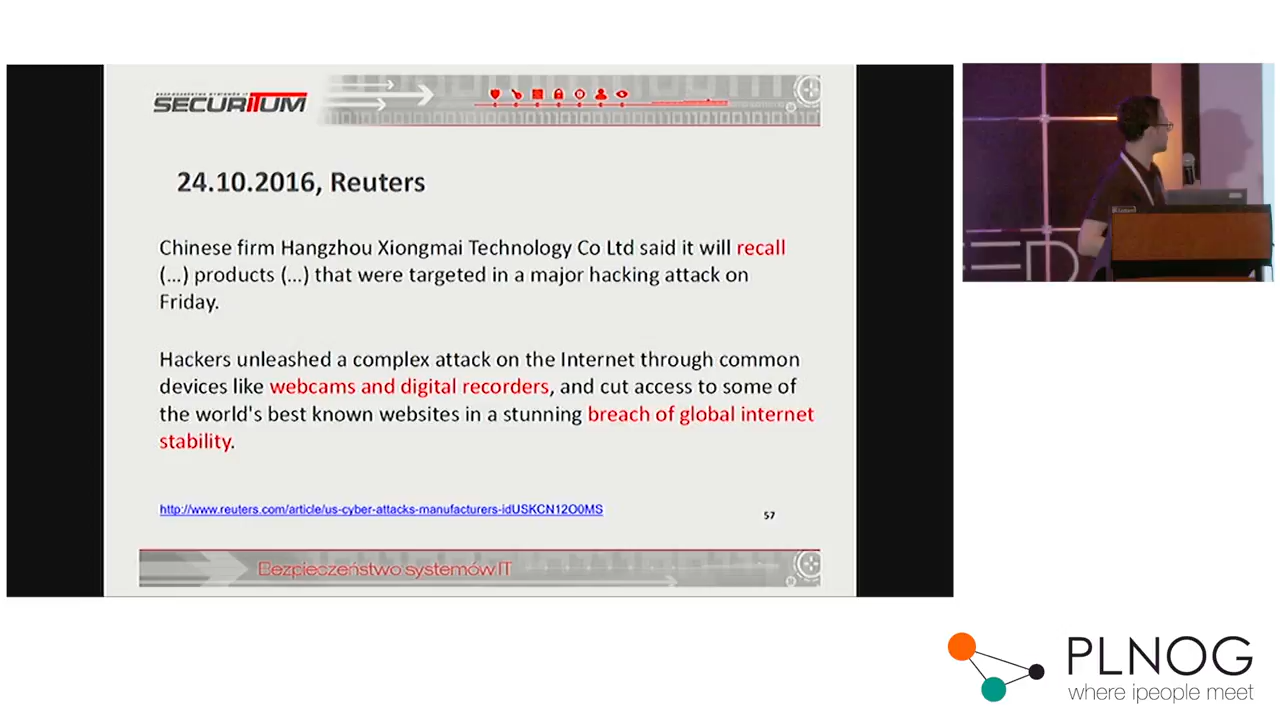 BEZPIECZEŃSTWO SYSTEMÓW IT
SECURITUM
24.10.2016, Reuters
Chinese firm Hangzhou Xiongmai Technology Co Ltd said it will recall
(...) products (...) that were targeted in a major hacking attack on
Friday.
Hackers unleashed a complex attack on the Internet through common
devices like webcams and digital recorders, and cut access to some of
the world's best known websites in a stunning breach of global internet
stability.
http://www.reuters.com/article/us-cyber-attacks-manufacturers-idUSKCN12O0MS
57
Bezpieczeństwo systemów IT
PLNOG
where ipeople meet